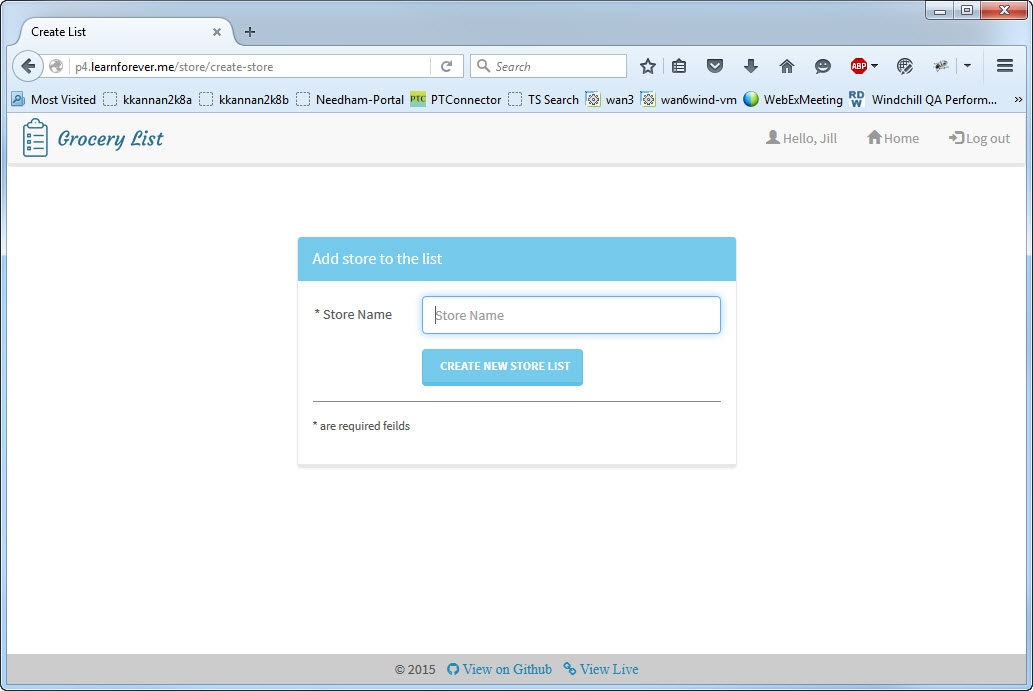 Create List
p4.learnforever.me/store/create-store
Search
ABP
Most Visited kkannan2k8a kkannan2k8b Needham-Portal PTC PTConnector TS Search wan3 wan6wind-vm WebExMeeting RD W Windchill QA Perform... »
Grocery List
Hello, Jill Home Log out
Add store to the list
* Store Name Store Name
CREATE NEW STORE LIST
* are required feilds
© 2015 View on Github View Live